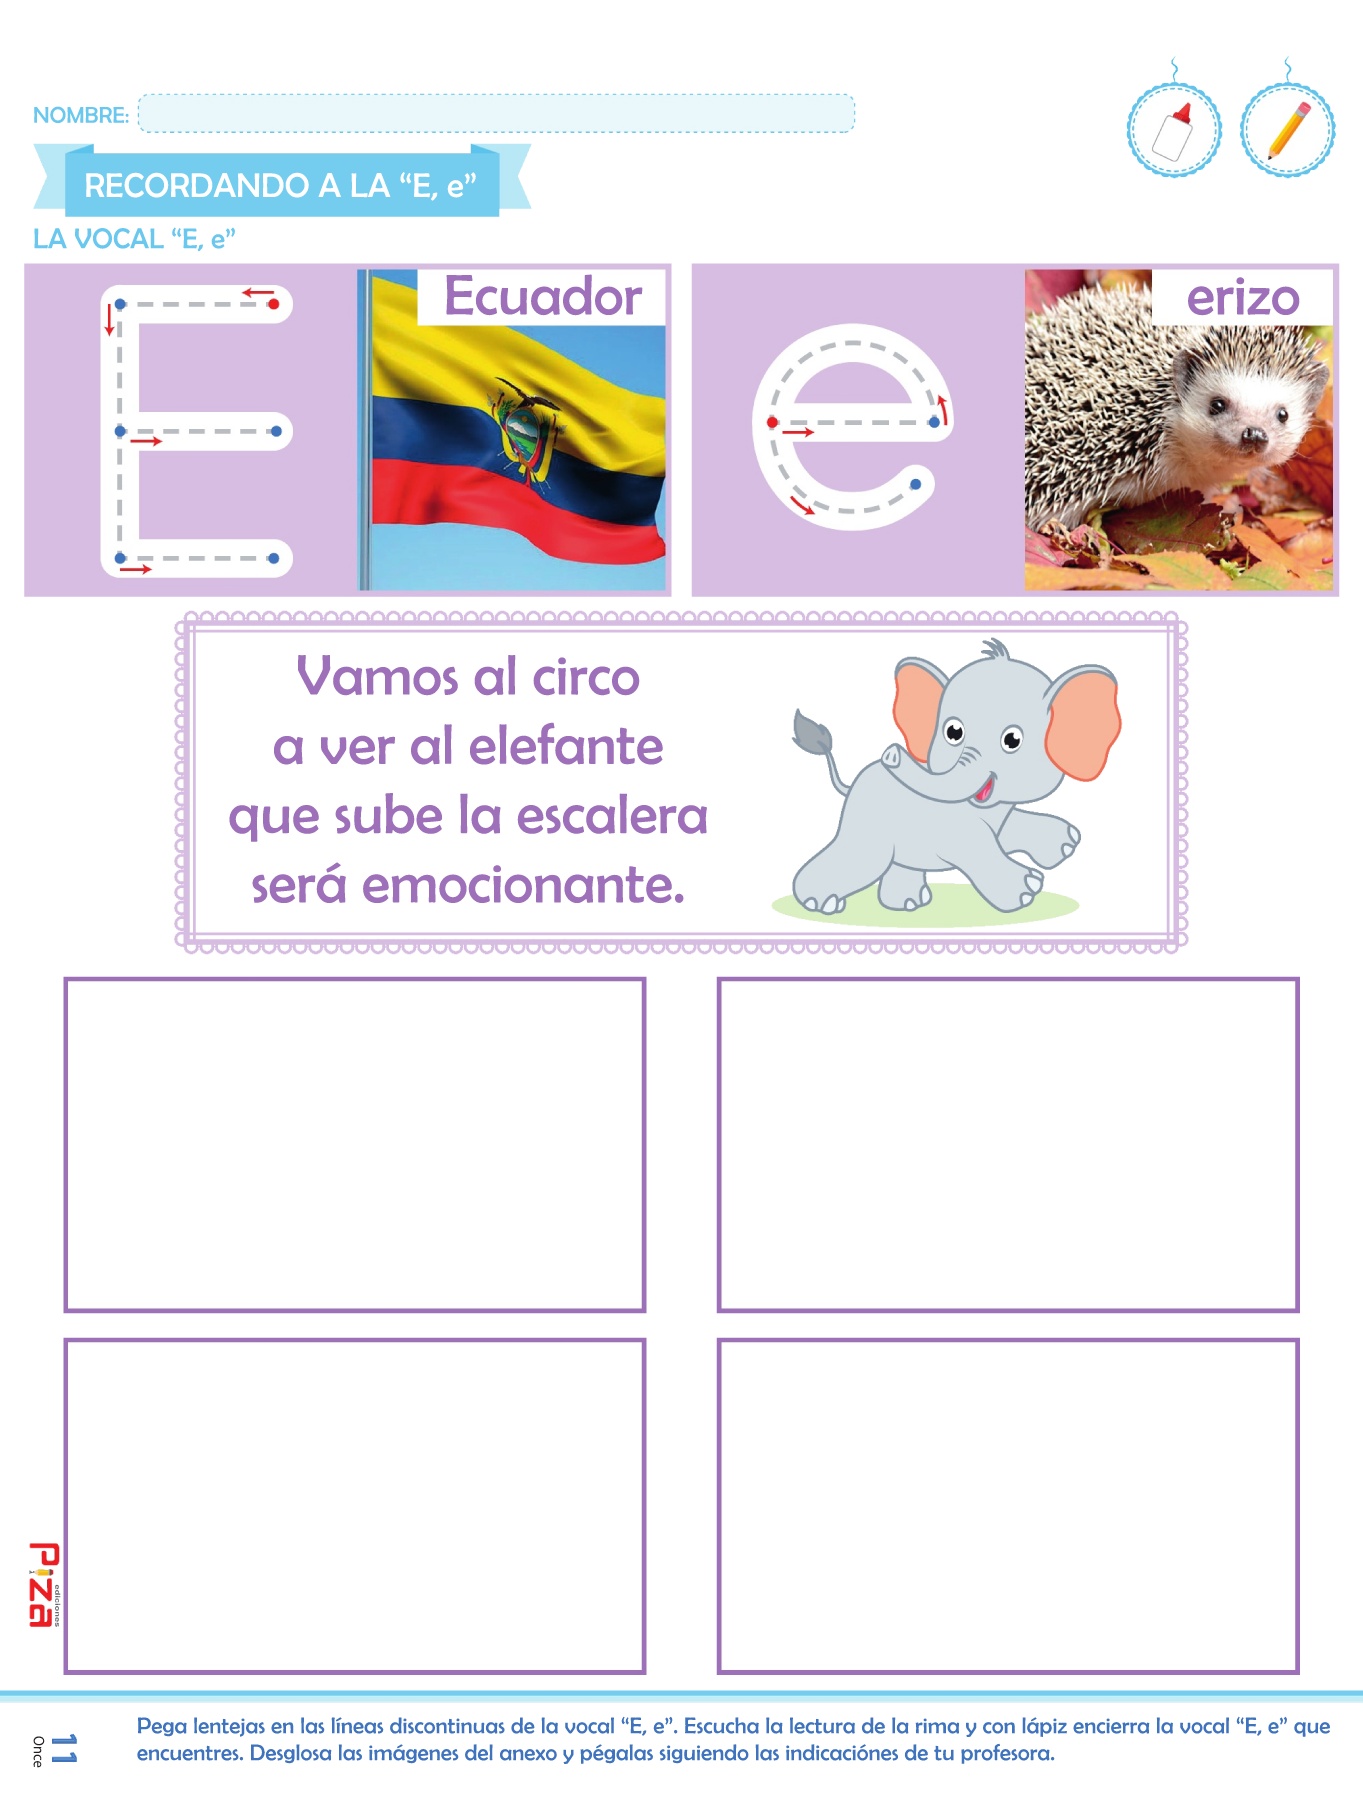 NOMBRE:
RECORDANDO A LA “E, e”
LA VOCAL “E, e”
E
Ecuador
e
erizo
Vamos al circo
a ver al elefante
que sube la escalera
será emocionante.
Piza
ediciones
11
Once
Pega lentejas en las líneas discontinuas de la vocal “E, e”. Escucha la lectura de la rima y con lápiz encierra la vocal “E, e” que
encuentres. Desglosa las imágenes del anexo y pégalas siguiendo las indicaciónes de tu profesora.